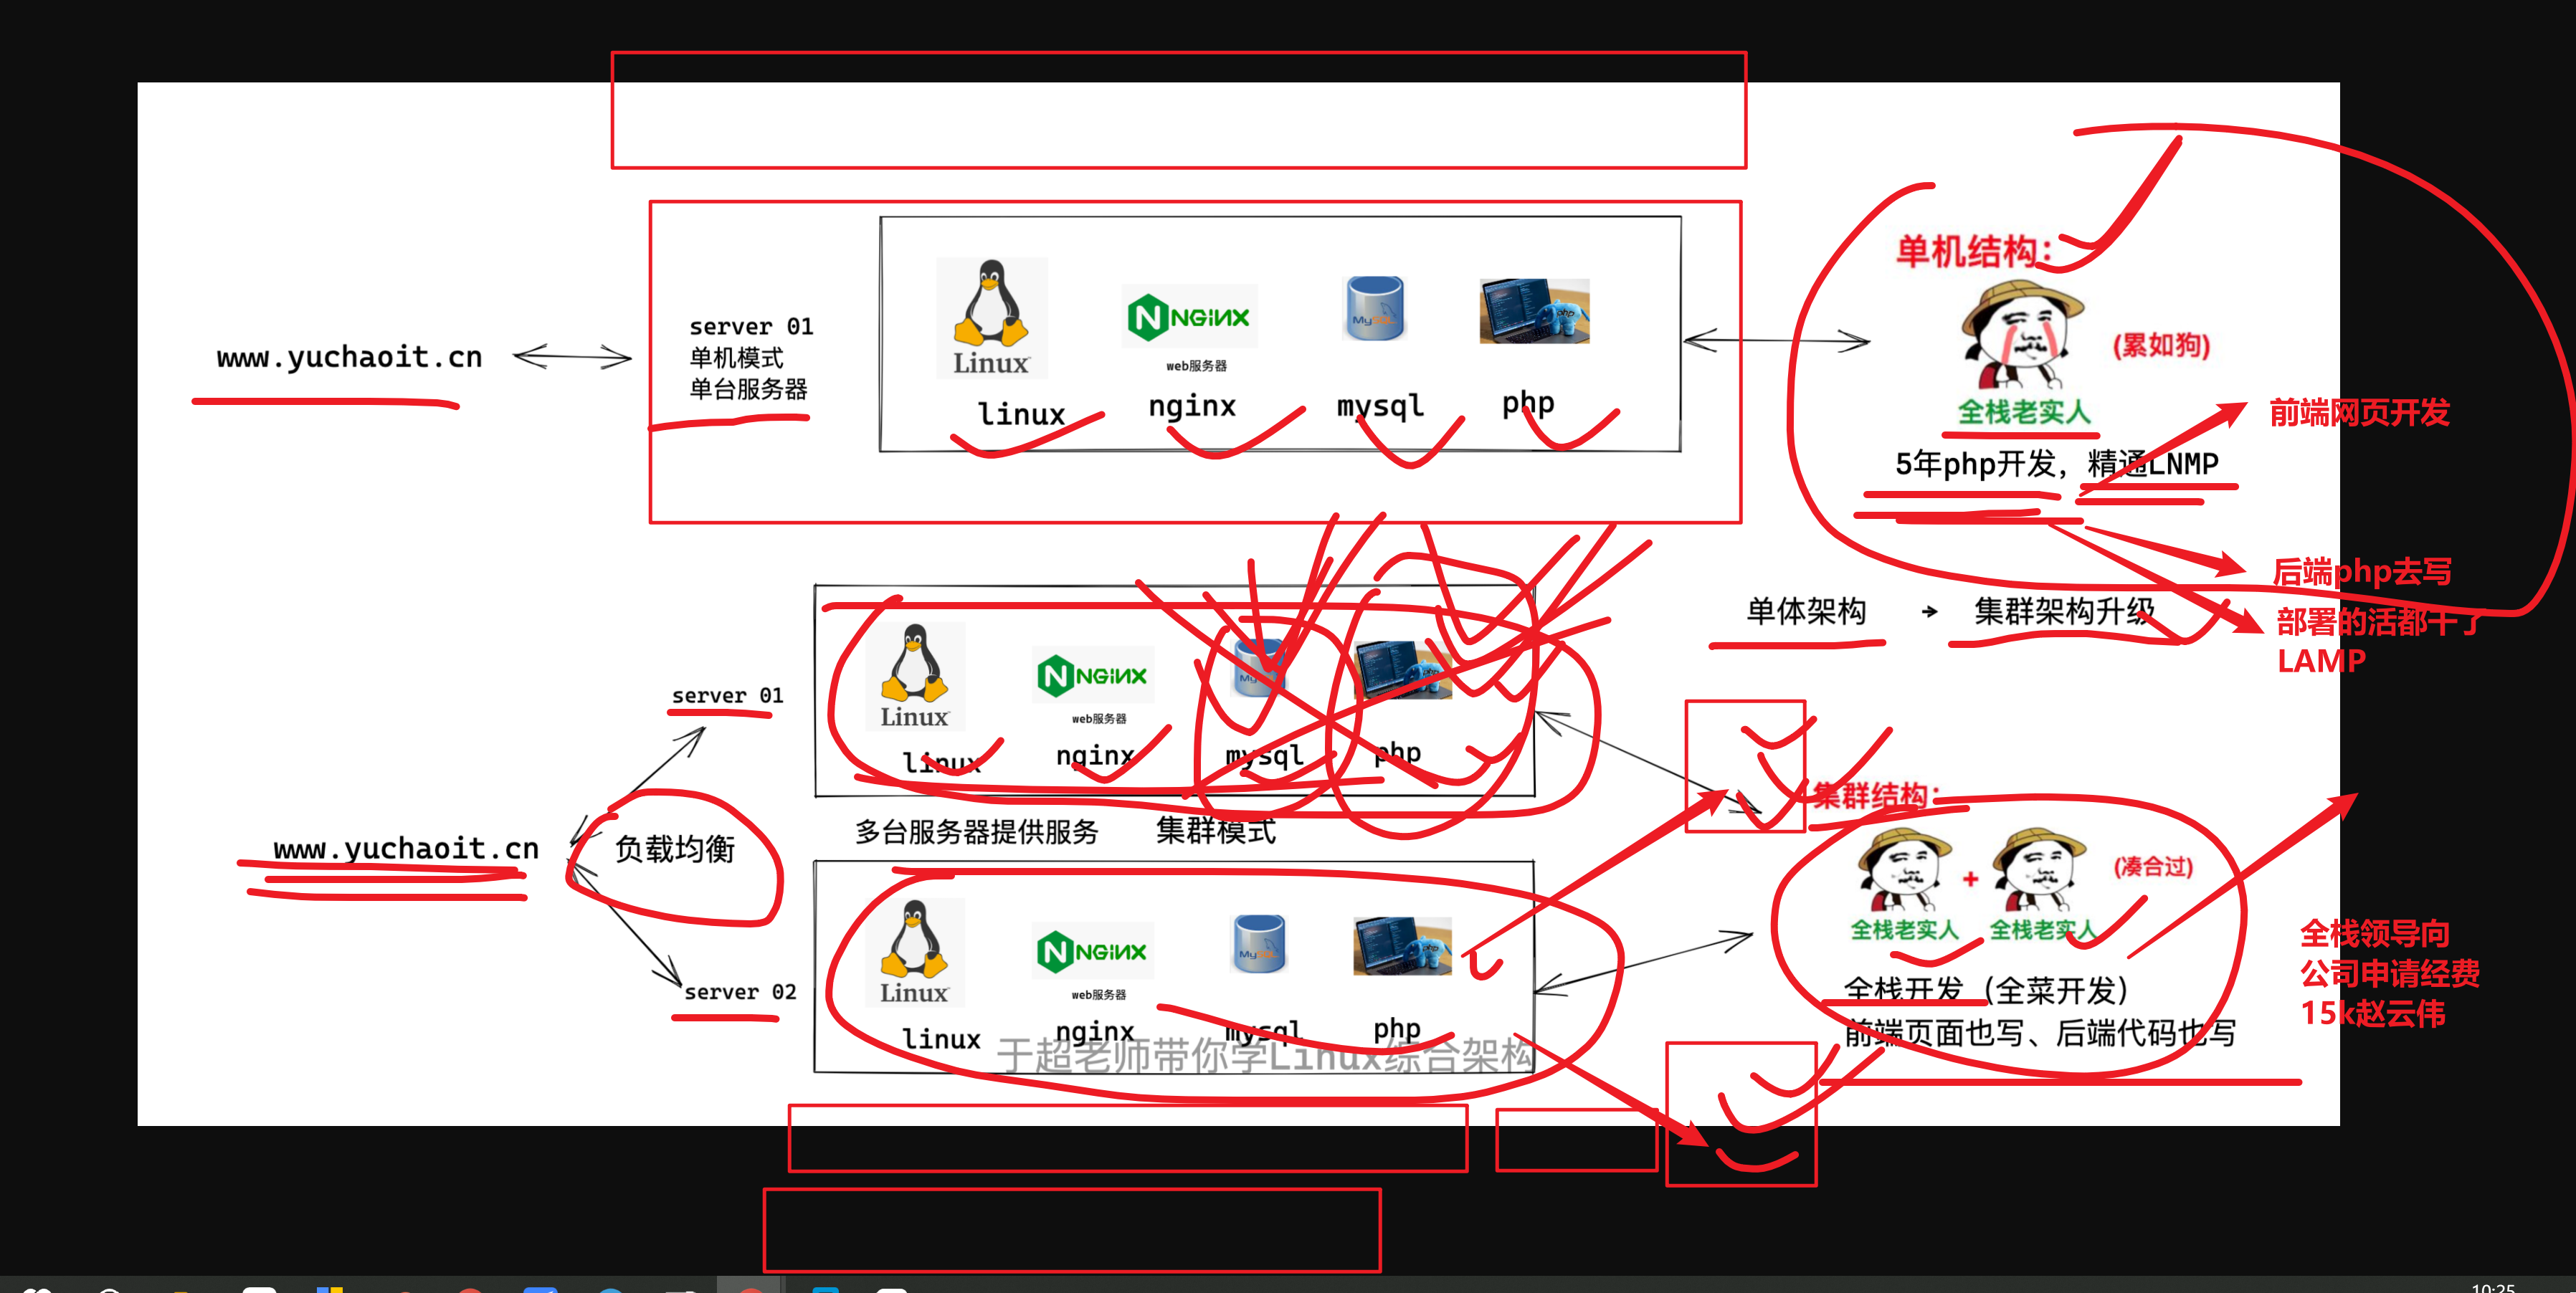 单机结构：
www.yuchaoit.cn
server 01
单机模式
单台服务器
Linux
NGINX
web服务器
MySQL
php
linux
nginx
mysql
php
(累如狗)
全栈老实人
5年php开发，精通LNMP
前端网页开发
后端php去写
部署的活都干了
LAMP
单体架构 → 集群架构升级
server 01
Linux
NGINX
web服务器
linux
nginx
mysql
php
www.yuchaoit.cn
负载均衡
多台服务器提供服务 集群模式
集群结构：
+
(凑合过)
全栈老实人 全栈老实人
全栈开发（全菜开发）
前端页面也写、后端代码也写
全栈领导向
公司申请经费
15k赵云伟
server 02
Linux
NGINX
web服务器
MySQL
php
linux
nginx
mysql
php
于超老师带你学Linux综合架构
10:25